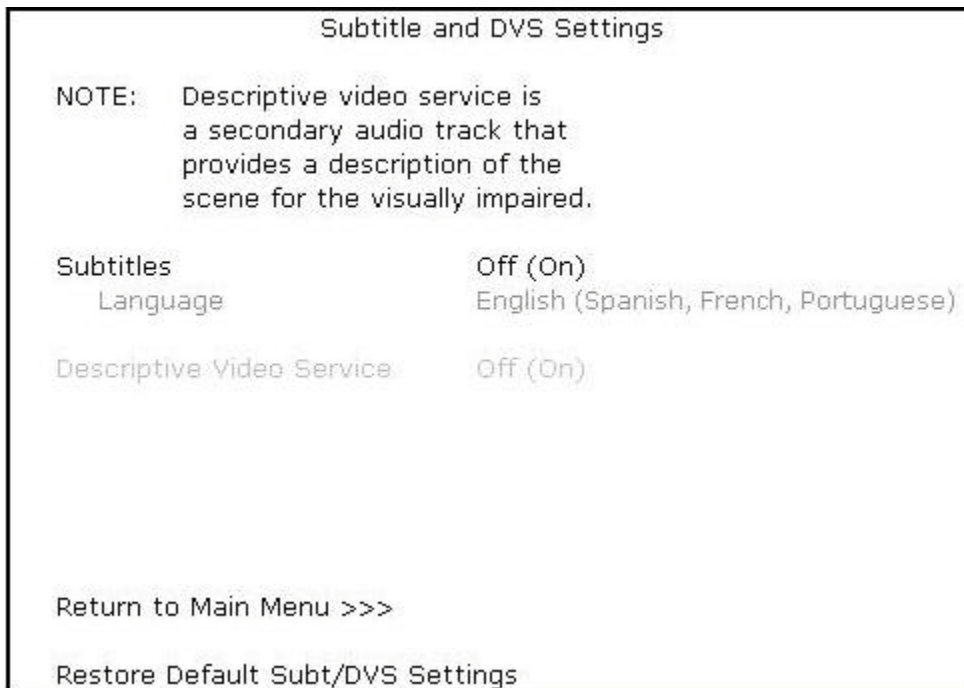 Subtitle and DVS Settings
NOTE: Descriptive video service is
a secondary audio track that
provides a description of the
scene for the visually impaired.
Subtitles Off (On)
Language English (Spanish, French, Portuguese)
Descriptive Video Service Off (On)
Return to Main Menu >>>
Restore Default Subt/DVS Settings